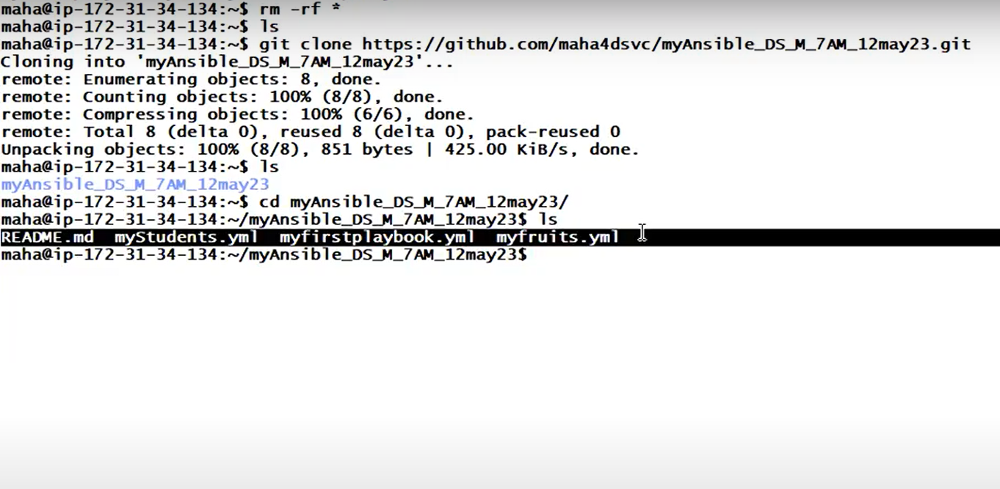 maha@ip-172-31-34-134:~$ rm -rf *
maha@ip-172-31-34-134:~$ ls
maha@ip-172-31-34-134:~$ git clone https://github.com/maha4dsvc/myAnsible_DS_M_7AM_12may23.git
Cloning into 'myAnsible_DS_M_7AM_12may23'...
remote: Enumerating objects: 8, done.
remote: Counting objects: 100% (8/8), done.
remote: Compressing objects: 100% (6/6), done.
remote: Total 8 (delta 0), reused 8 (delta 0), pack-reused 0
Unpacking objects: 100% (8/8), 851 bytes | 425.00 KiB/s, done.
maha@ip-172-31-34-134:~$ ls
myAnsible_DS_M_7AM_12may23
maha@ip-172-31-34-134:~$ cd myAnsible_DS_M_7AM_12may23/
maha@ip-172-31-34-134:~/myAnsible_DS_M_7AM_12may23$ ls
README.md  myStudents.yml  myfirstplaybook.yml  myfruits.yml
maha@ip-172-31-34-134:~/myAnsible_DS_M_7AM_12may23$